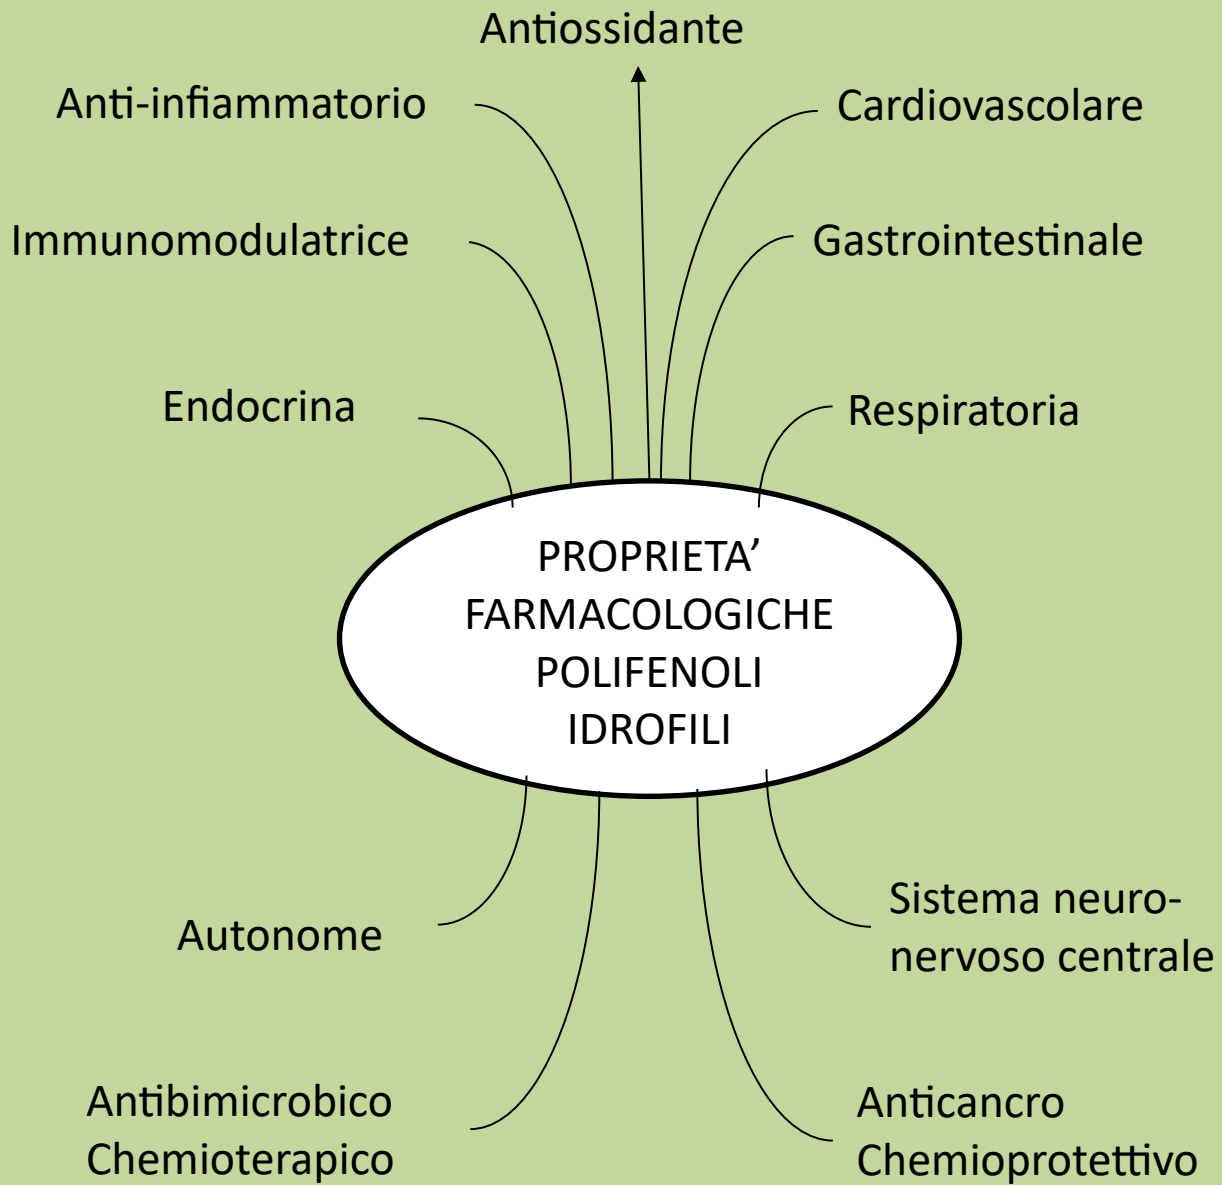 Antiossidante
Anti-infiammatorio
Cardiovascolare
Immunomodulatrice
Gastrointestinale
Endocrina
Respiratoria
PROPRIETA’
FARMACOLOGICHE
POLIFENOLI
IDROFILI
Autonome
Sistema neuro-
nervoso centrale
Antibimicrobico
Chemioterapico
Anticancro
Chemioprotettivo